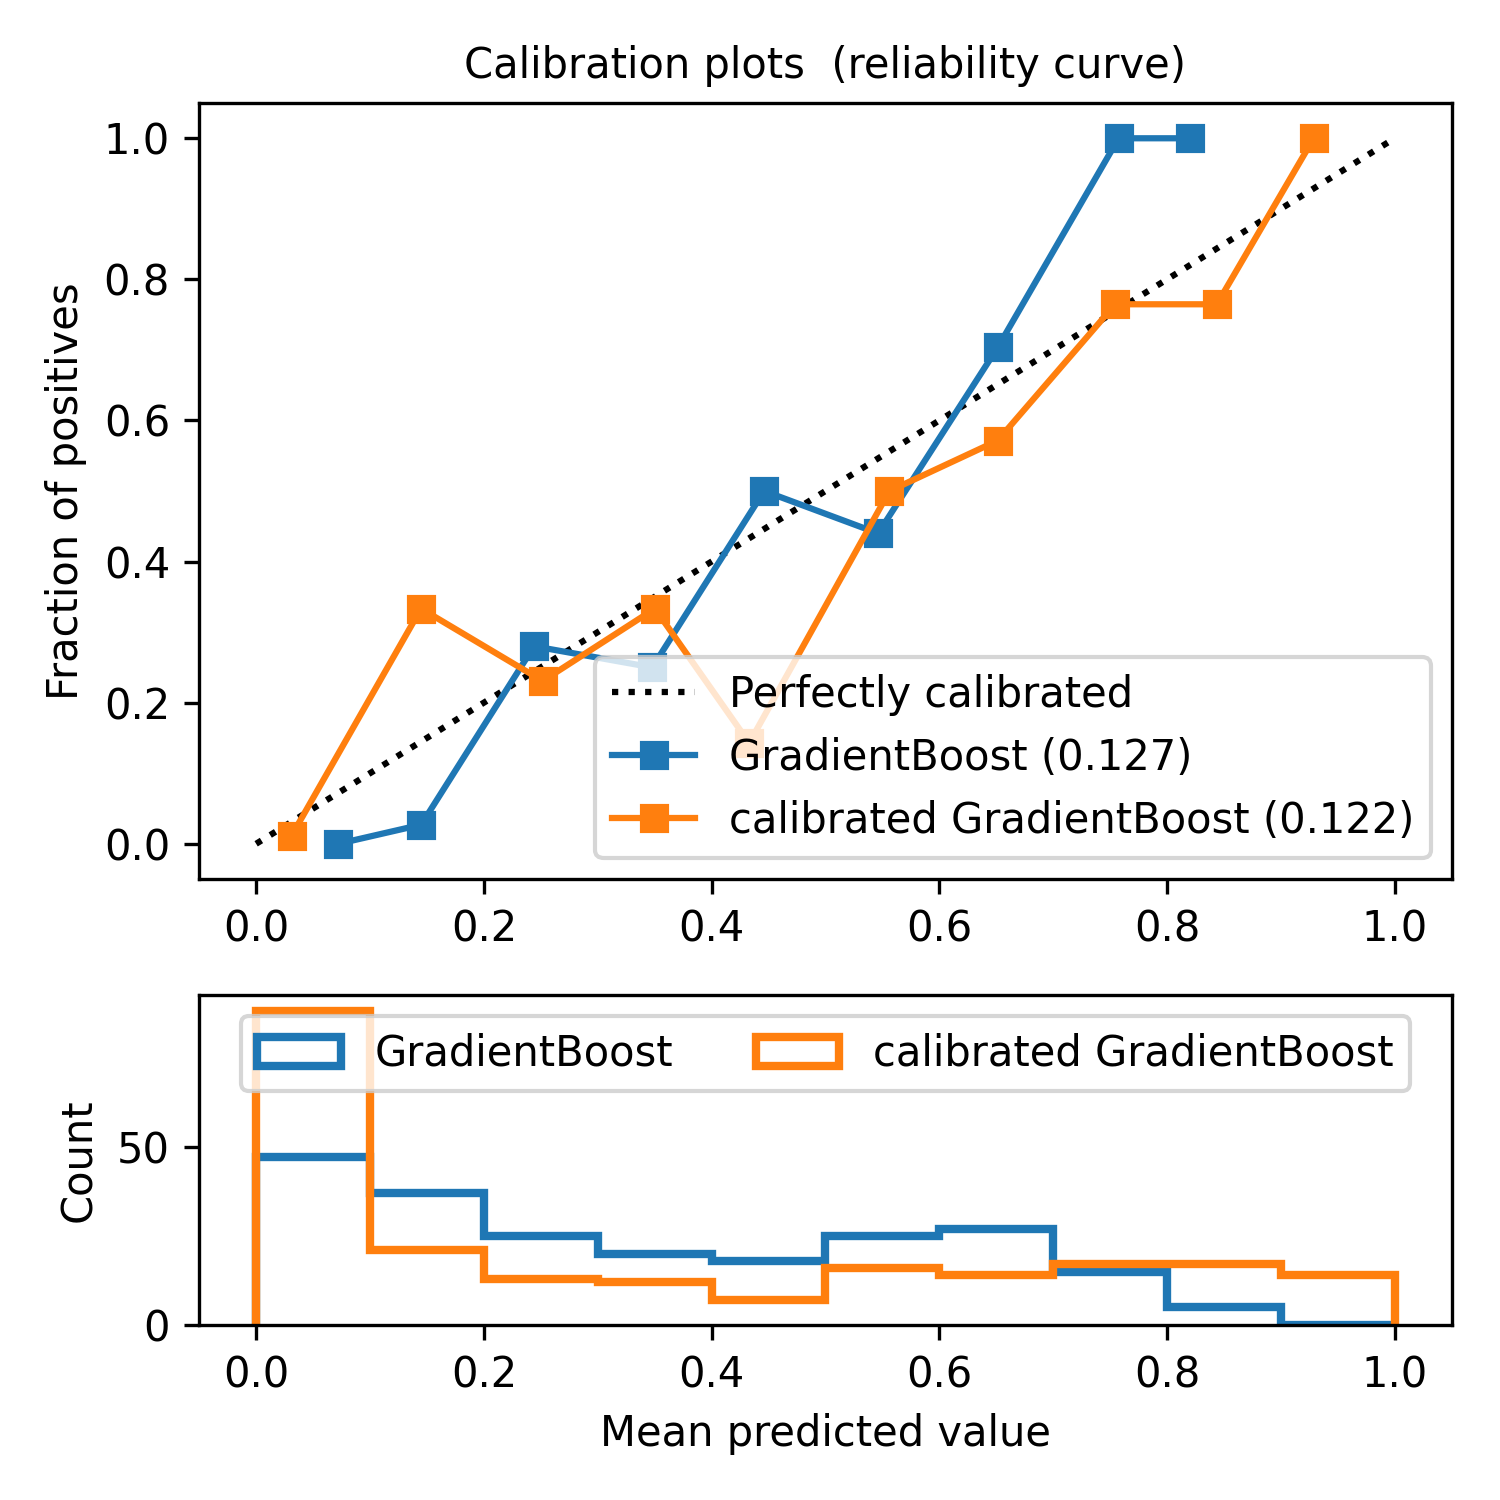 Calibration plots  (reliability curve)
1.0
0.8
0.6
0.4
0.2
0.0
Fraction of positives
Perfectly calibrated
GradientBoost (0.127)
calibrated GradientBoost (0.122)
0.0 0.2 0.4 0.6 0.8 1.0
GradientBoost calibrated GradientBoost
50
0
Count
0.0 0.2 0.4 0.6 0.8 1.0
Mean predicted value